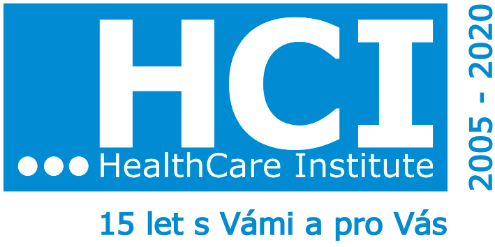 HCI
HealthCare Institute
2005 - 2020
15 let s Vámi a pro Vás